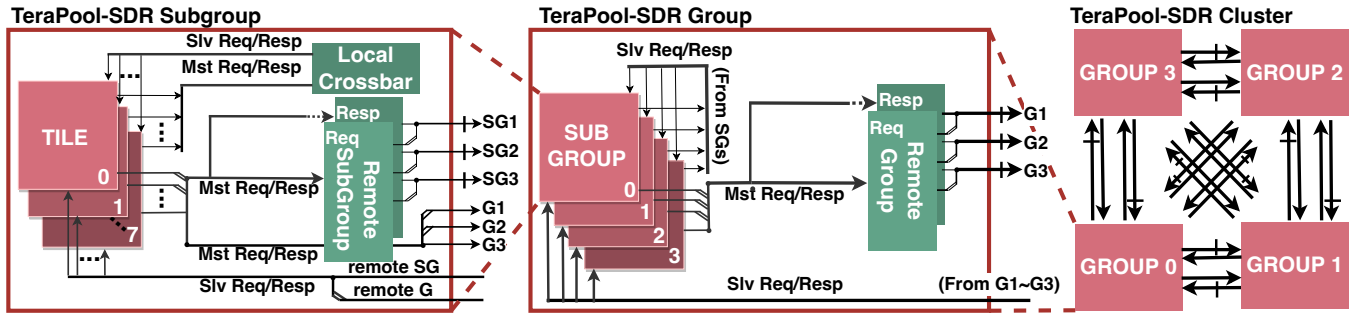 TeraPool-SDR Subgroup
Slv Req/Resp
Mst Req/Resp
Local
Crossbar
TILE
0
1
7
Resp
Req
Remote
SubGroup
SG1
SG2
SG3
Mst Req/Resp
G1
G2
G3
Mst Req/Resp
remote SG
Slv Req/Resp
remote G
TeraPool-SDR Group
Slv Req/Resp
(From SGs)
SUB
GROUP
0
1
2
3
Mst Req/Resp
Resp
Req
Remote
Group
G1
G2
G3
Slv Req/Resp
(From G1~G3)
TeraPool-SDR Cluster
GROUP 3
GROUP 2
GROUP 0
GROUP 1